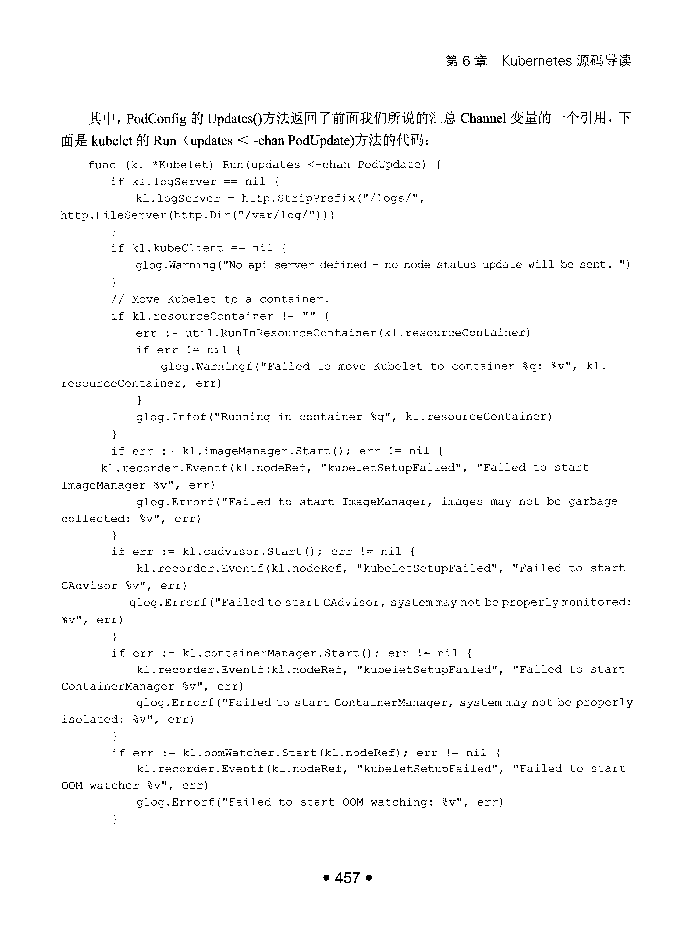 第 6 章　Kubernetes 源码导读
其中，PodConfig 的 Updates()方法返回了前面我们所说的汇总 Channel 变量的一个引用，下
面是 kubelet 的 Run（updates < -chan PodUpdate)方法的代码：
func (kl *Kubelet) Run(updates <-chan PodUpdate) {
if kl.logServer == nil {
kl.logServer = http.StripPrefix("/logs/",
http.FileServer(http.Dir("/var/log/")))
}
if kl.kubeClient == nil {
glog.Warning("No api server defined - no node status update will be sent. ")
}
// Move Kubelet to a container.
if kl.resourceContainer != "" {
err := util.RunInResourceContainer(kl.resourceContainer)
if err != nil {
glog.Warningf("Failed to move Kubelet to container %q: %v", kl.
resourceContainer, err)
}
glog.Infof("Running in container %q", kl.resourceContainer)
}
if err := kl.imageManager.Start(); err != nil {
kl.recorder.Eventf(kl.nodeRef, "kubeletSetupFailed", "Failed to start
ImageManager %v", err)
glog.Errorf("Failed to start ImageManager, images may not be garbage
collected: %v", err)
}
if err := kl.cadvisor.Start(); err != nil {
kl.recorder.Eventf(kl.nodeRef, "kubeletSetupFailed", "Failed to start
CAdvisor %v", err)
glog.Errorf("Failed to start CAdvisor, system may not be properly monitored:
%v", err)
}
if err := kl.containerManager.Start(); err != nil {
kl.recorder.Eventf(kl.nodeRef, "kubeletSetupFailed", "Failed to start
ContainerManager %v", err)
glog.Errorf("Failed to start ContainerManager, system may not be properly
isolated: %v", err)
}
if err := kl.oomWatcher.Start(kl.nodeRef); err != nil {
kl.recorder.Eventf(kl.nodeRef, "kubeletSetupFailed", "Failed to start
OOM watcher %v", err)
glog.Errorf("Failed to start OOM watching: %v", err)
}
• 457 •